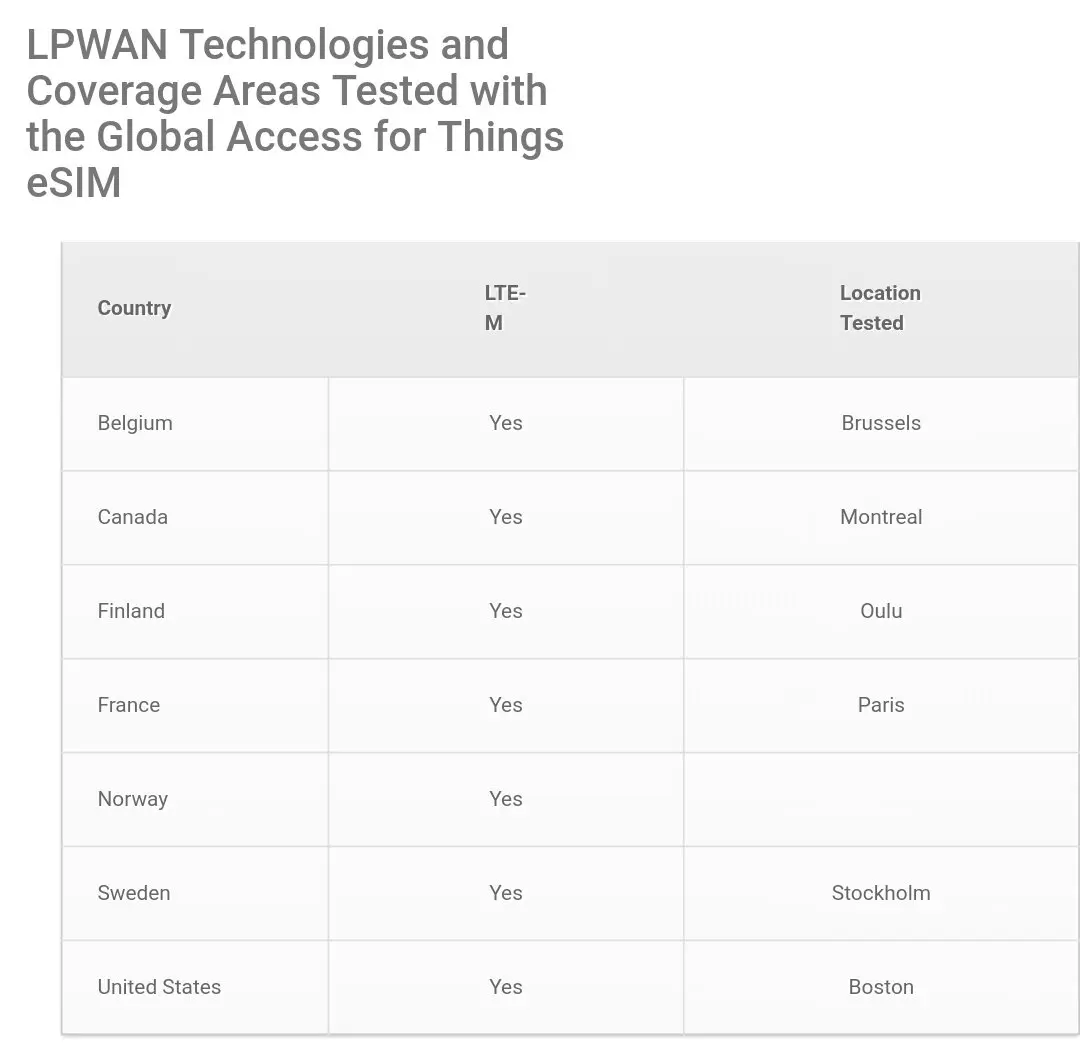 LPWAN Technologies and
Coverage Areas Tested with
the Global Access for Things
eSIM
Country LTE- Location
M Tested
Belgium Yes Brussels
Canada Yes Montreal
Finland Yes Oulu
France Yes Paris
Norway Yes
Sweden Yes Stockholm
United States Yes Boston